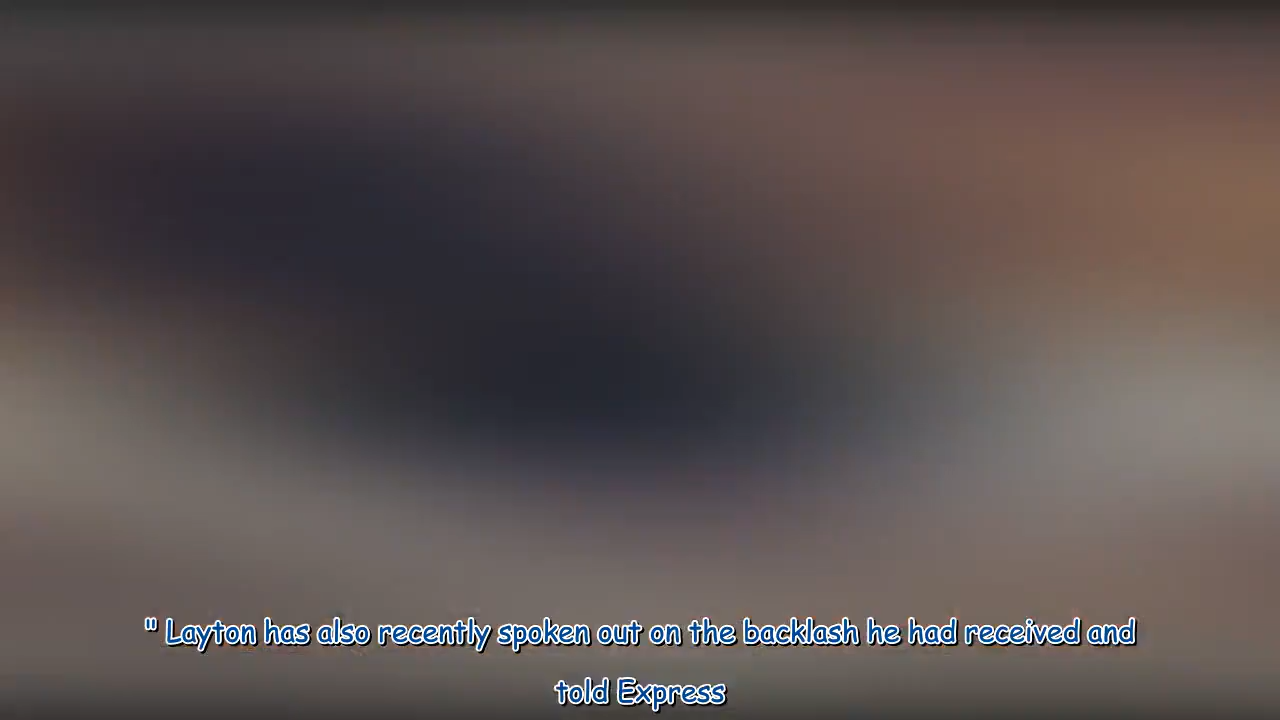 " Layton has also recently spoken out on the backlash he had received and
told Express